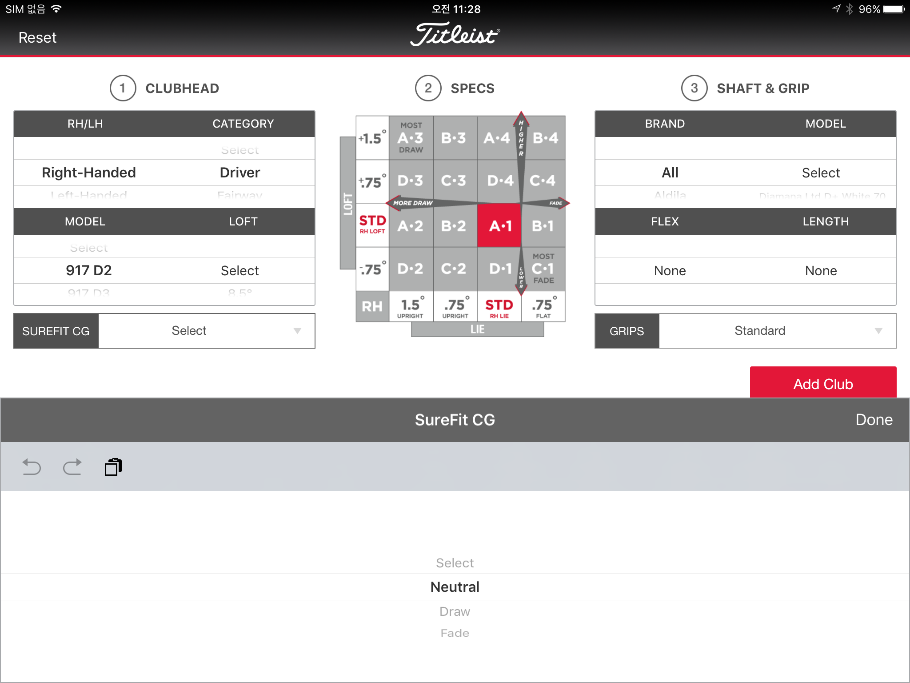 SIM 없음
오전 11:28
96%
Reset
Titleist
1 CLUBHEAD
2 SPECS
3 SHAFT & GRIP
RH/LH CATEGORY
Select
Right-Handed Driver
Left-Handed Fairway
MODEL LOFT
Select
917 D2 Select
917 D3 8.5°
SUREFIT CG Select
LOFT
+1.5° MOST A·3 DRAW B·3 A·4 B·4
HIGHER
+.75° D·3 C·3 D·4 C·4
MORE DRAW FADE
STD RH LOFT A·2 B·2 A·1 B·1
-.75° D·2 C·2 D·1 MOST C·1 FADE
LOWER
RH 1.5° UPRIGHT .75° UPRIGHT STD RH LIE .75° FLAT
LIE
BRAND MODEL
All Select
Aldila Diamana Ltd D+ White 70
FLEX LENGTH
None None
GRIPS Standard
Add Club
SureFit CG
Done
Select
Neutral
Draw
Fade